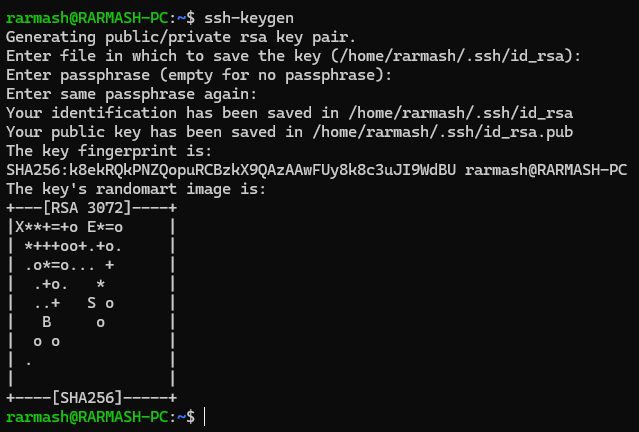 rarmash@RARMASH-PC:~$ ssh-keygen
Generating public/private rsa key pair.
Enter file in which to save the key (/home/rarmash/.ssh/id_rsa):
Enter passphrase (empty for no passphrase):
Enter same passphrase again:
Your identification has been saved in /home/rarmash/.ssh/id_rsa
Your public key has been saved in /home/rarmash/.ssh/id_rsa.pub
The key fingerprint is:
SHA256:k8ekRQkPNZQopuRCBzkX9QAzAAwFUy8k8c3uJI9WdBU rarmash@RARMASH-PC
The key's randomart image is:
+---[RSA 3072]----+
|X**+=+o E*=o     |
| *+++oo+.+o.     |
| .o*=o... +      |
|  .+o.   *       |
|  ..+   S o      |
|   B     o       |
|  o o            |
| .               |
|                 |
+----[SHA256]-----+
rarmash@RARMASH-PC:~$